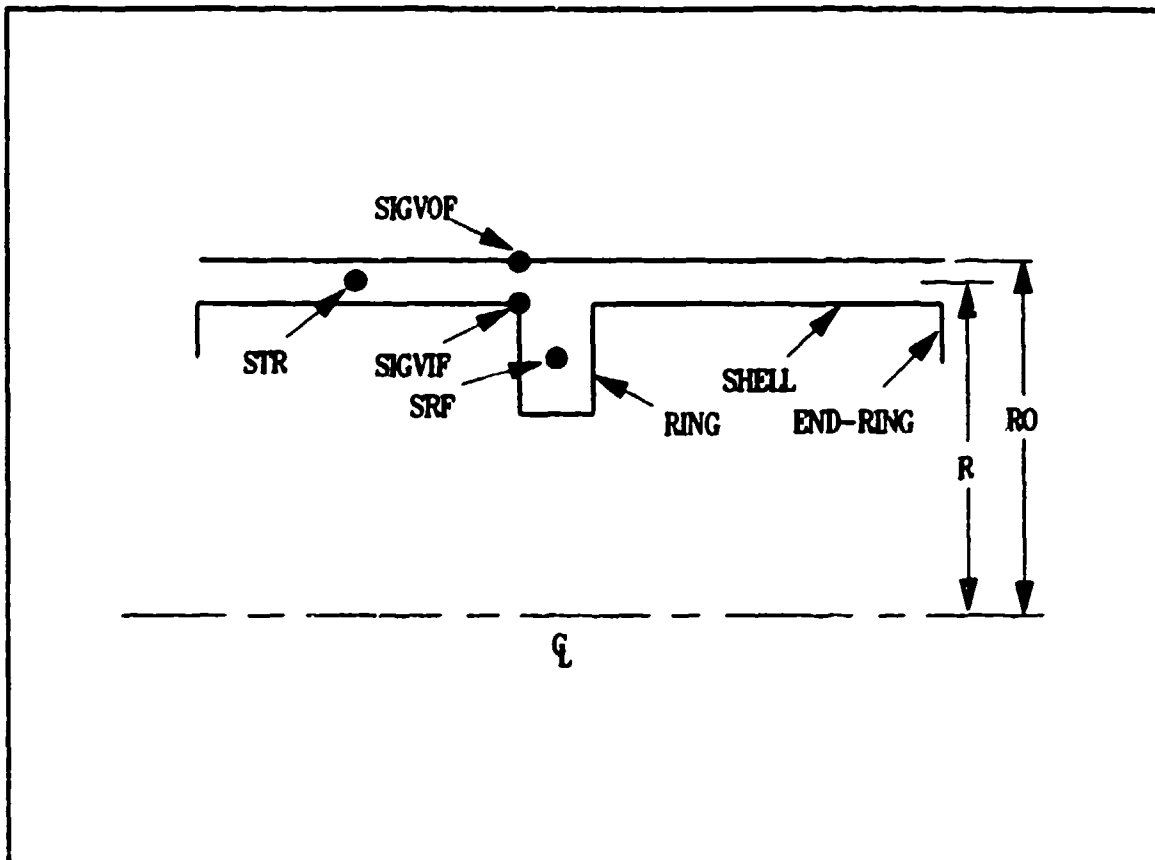 SIGVOF
STR
SIGVIF
SRF
RING
SHELL
END-RING
R
RO
℄